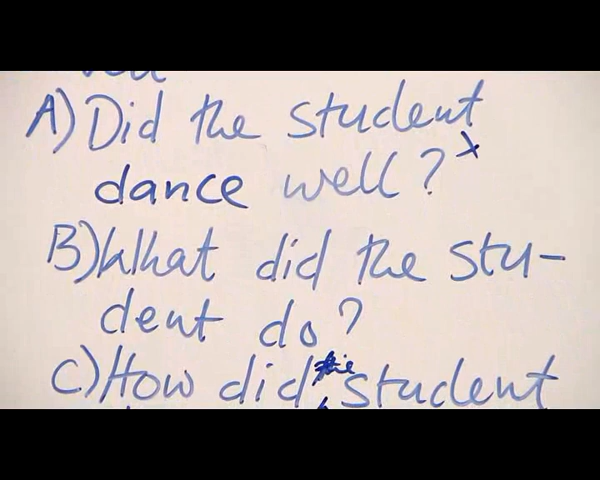 A) Did the student
dance well? x
B) What did the stu-
dent do?
C) How did the student